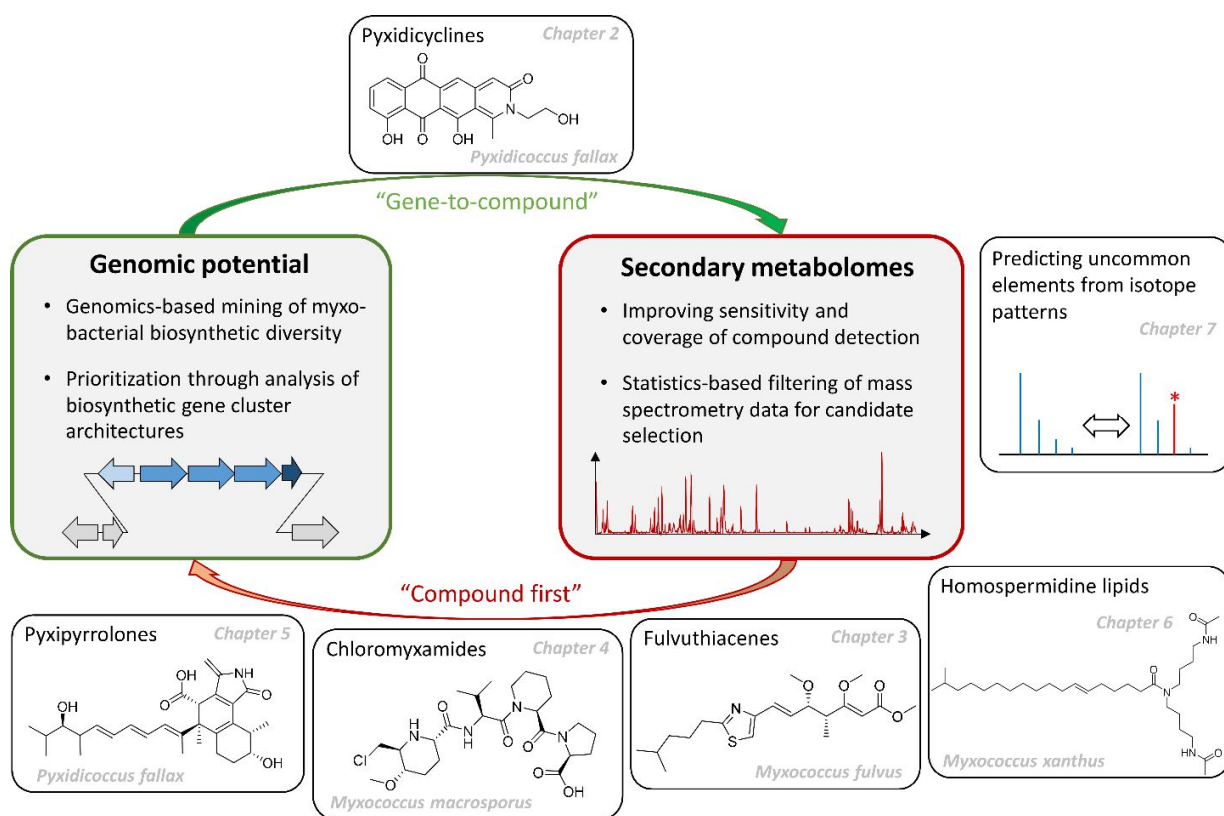 Pyxidicyclines
Chapter 2
O
O
O
N
OH
OH
O
OH
Pyxidicoccus fallax
“Gene-to-compound”
Genomic potential
• Genomics-based mining of myxo-
bacterial biosynthetic diversity
• Prioritization through analysis of
biosynthetic gene cluster
architectures
Secondary metabolomes
• Improving sensitivity and
coverage of compound detection
• Statistics-based filtering of mass
spectrometry data for candidate
selection
Predicting uncommon
elements from isotope
patterns
Chapter 7
*
“Compound first”
Pyxipyrrolones
Chapter 5
O
OH
NH
O
OH
OH
Pyxidicoccus fallax
Chloromyxamides
Chapter 4
Cl
H
N
O
O
N
H
O
N
O
N
O
OH
Myxococcus macrosporus
Fulvuthiacenes
Chapter 3
N
S
O
O
O
O
Myxococcus fulvus
Homospermidine lipids
Chapter 6
O
NH
O
N
HN
O
Myxococcus xanthus